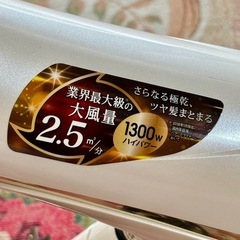 業界最大級の
大風量
2.5㎥/分
1300W
ハイパワー
さらなる極乾、
ツヤ髪まとまる